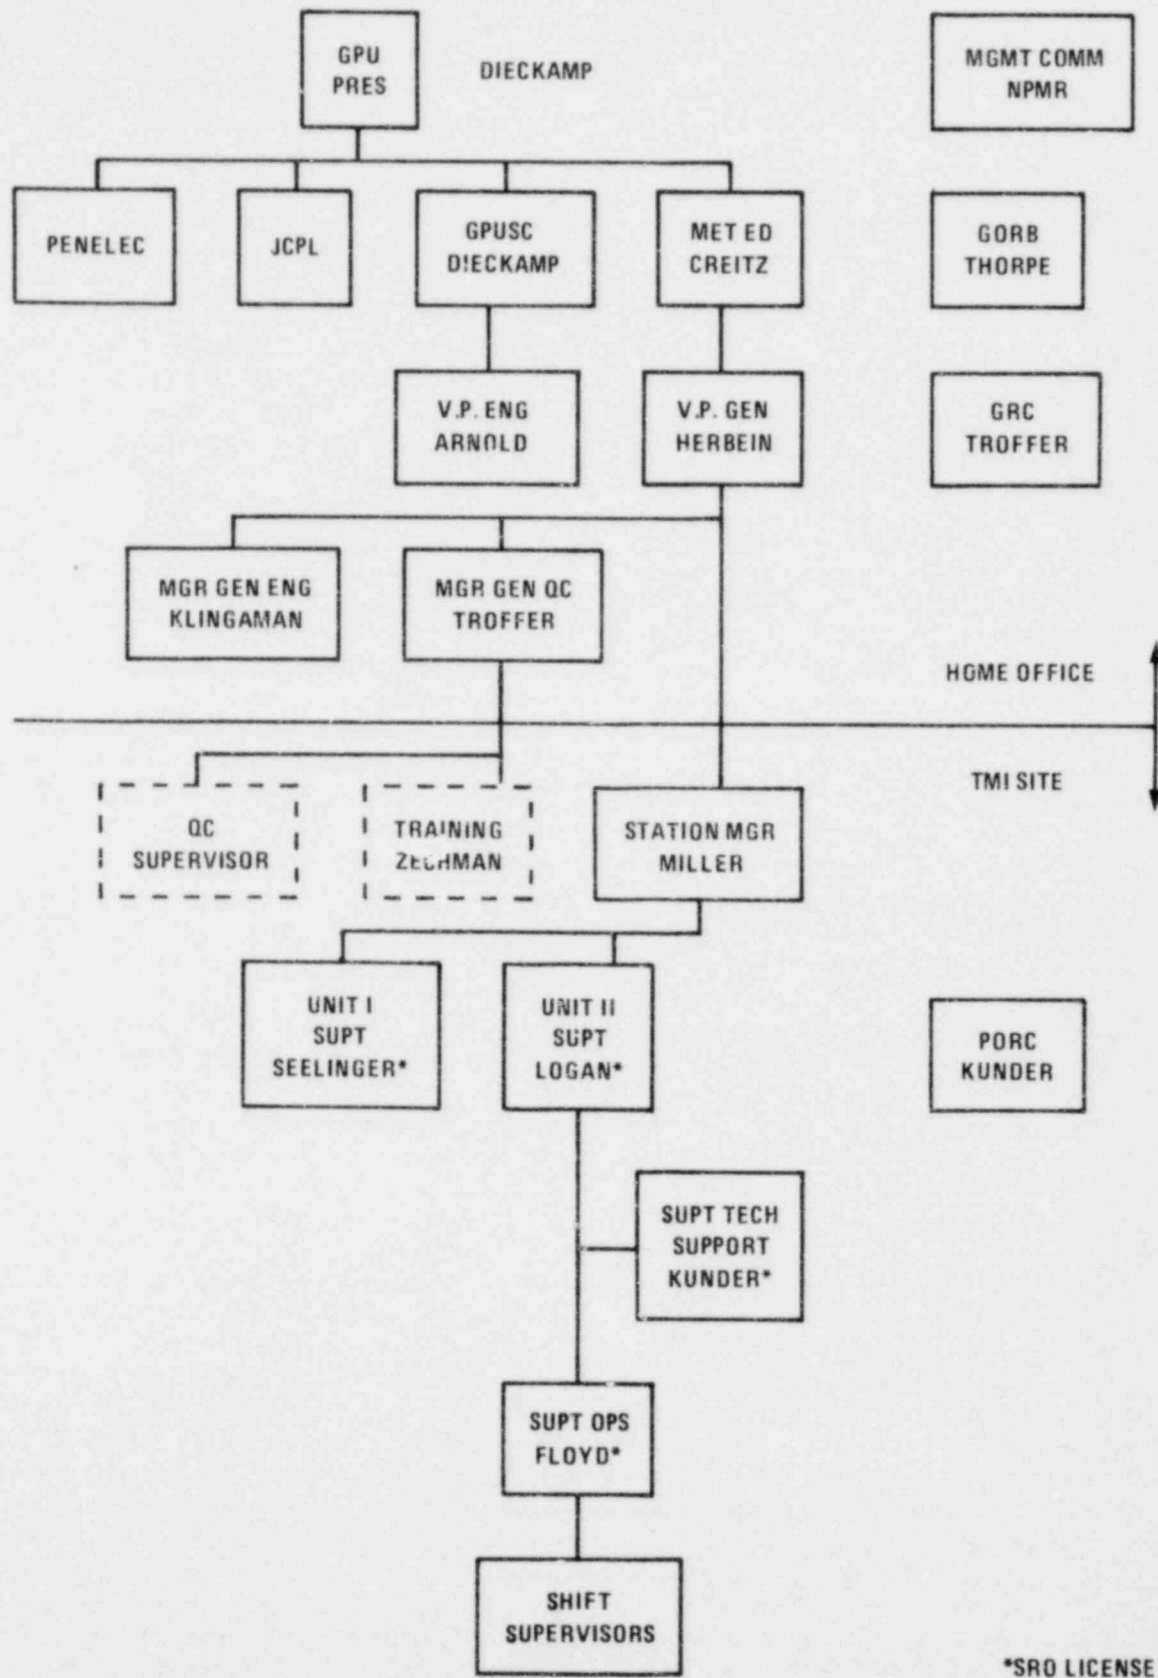 GPU
PRES
DIECKAMP
MGMT COMM
NPMR
PENELEC
JCPL
GPUSC
DIECKAMP
MET ED
CREITZ
GORB
THORPE
V.P. ENG
ARNOLD
V.P. GEN
HERBEIN
GRC
TROFFER
MGR GEN ENG
KLINGAMAN
MGR GEN QC
TROFFER
HOME OFFICE
TMI SITE
QC
SUPERVISOR
TRAINING
ZECHMAN
STATION MGR
MILLER
UNIT I
SUPT
SEELINGER*
UNIT II
SUPT
LOGAN*
PORC
KUNDER
SUPT TECH
SUPPORT
KUNDER*
SUPT OPS
FLOYD*
SHIFT
SUPERVISORS
*SRO LICENSE